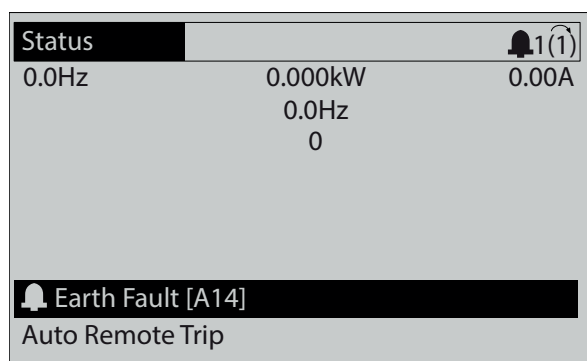 Status 1(1)
0.0Hz 0.000kW 0.00A
0.0Hz
0
Earth Fault [A14]
Auto Remote Trip